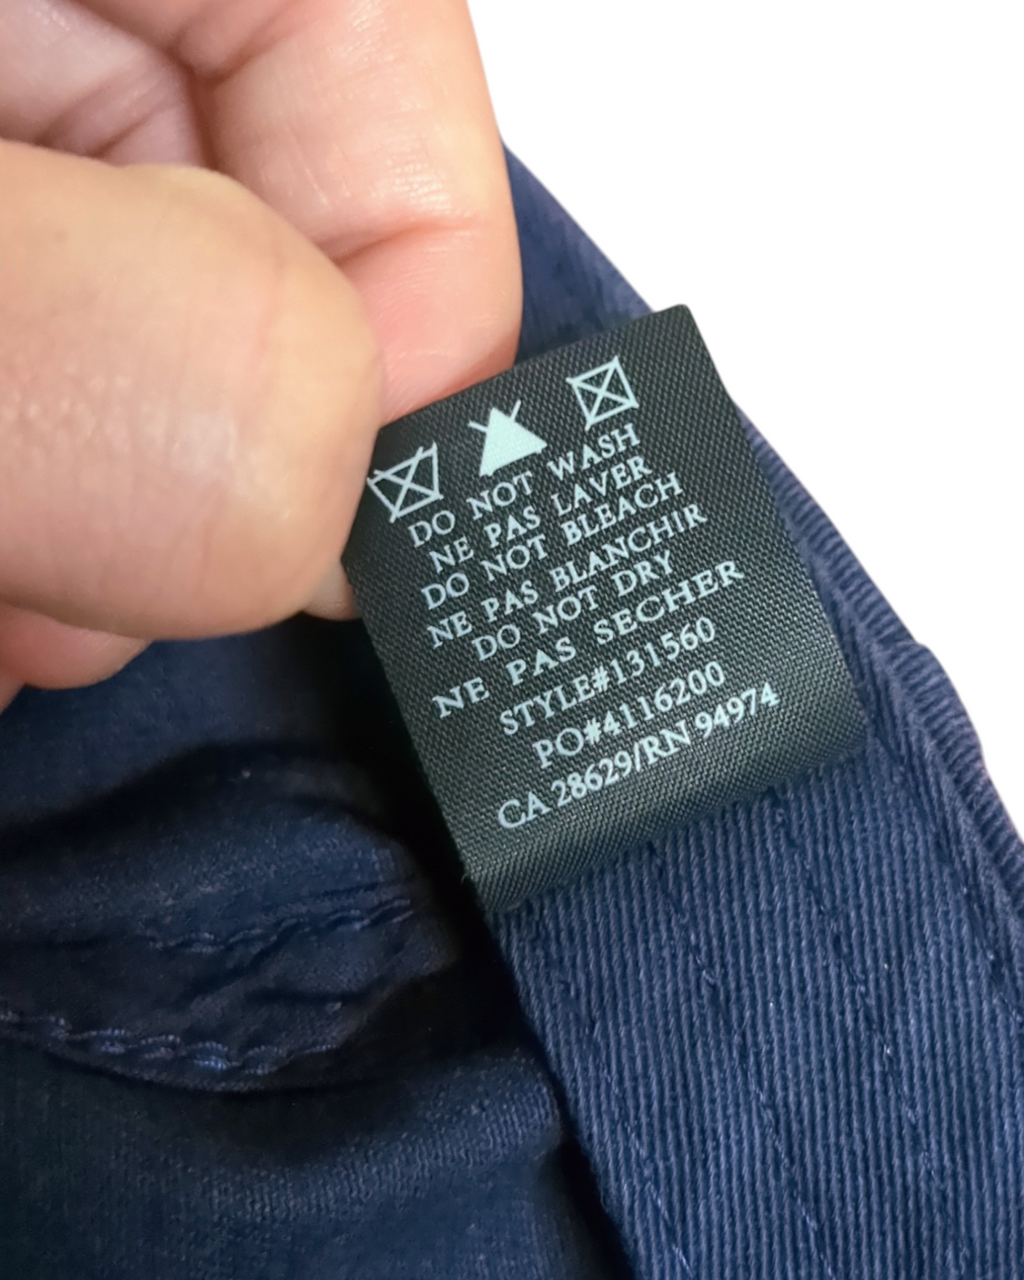 DO NOT WASH
NE PAS LAVER
DO NOT BLEACH
NE PAS BLANCHIR
DO NOT DRY
NE PAS SECHER
STYLE#131560
PO#4116200
CA 28629/RN 94974